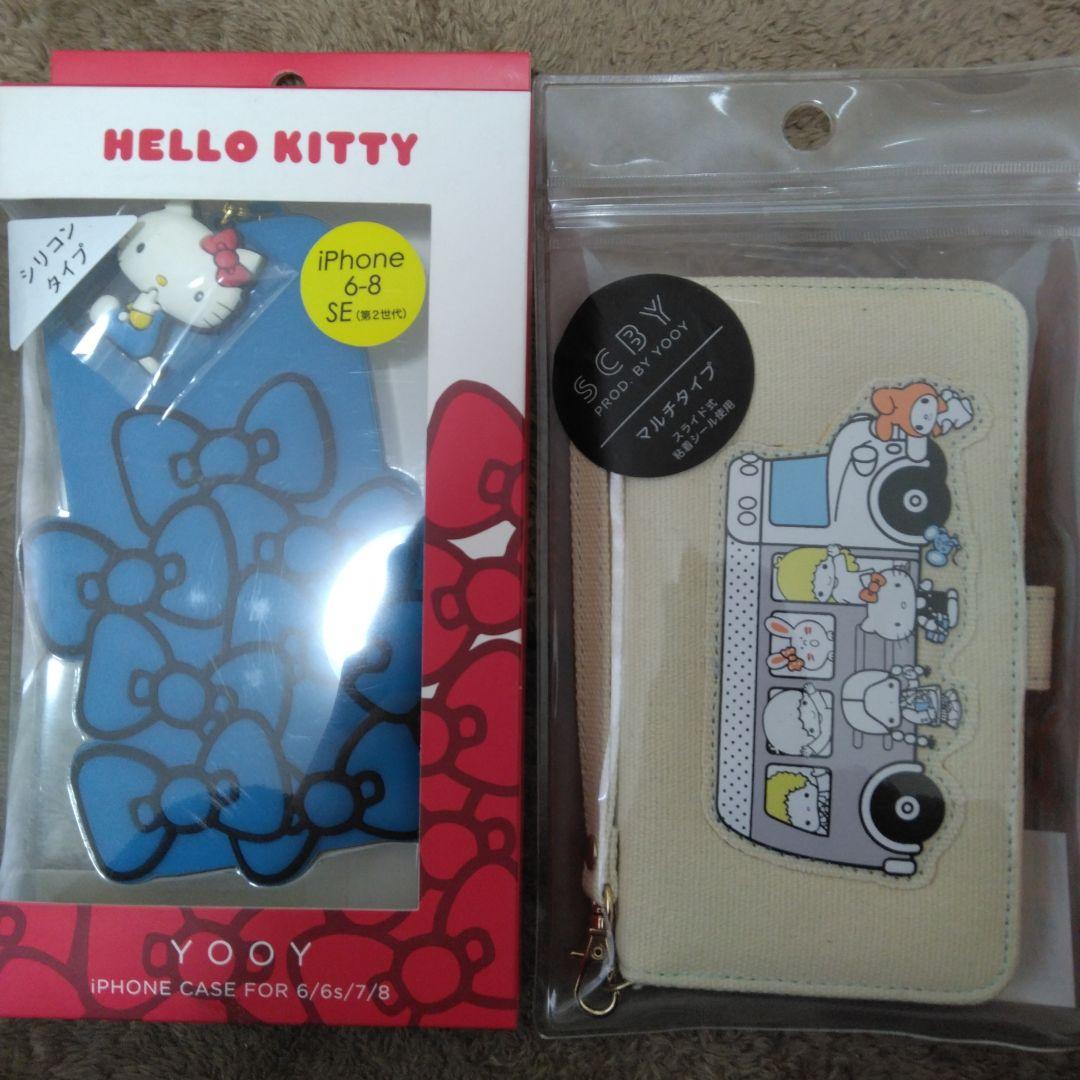 HELLO KITTY
シリコン
タイプ
iPhone
6-8
SE(第2世代)
YOOY
iPHONE CASE FOR 6/6s/7/8
SCBY
PROD. BY YOOY
マルチタイプ
スライド式
粘着シール使用